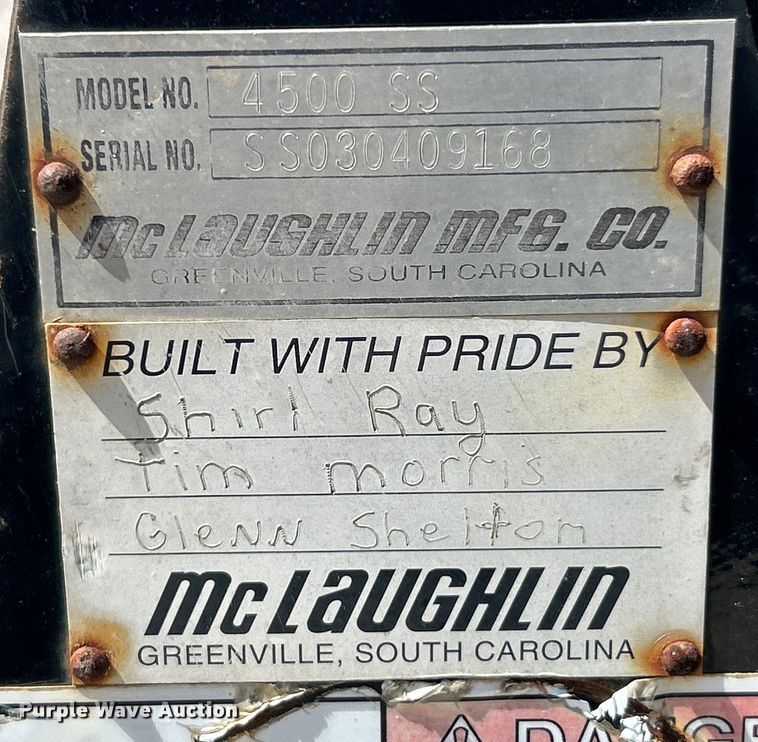 MODEL NO. 4500 SS
SERIAL NO. SS030409168
McLAUGHLIN MFG. CO.
GREENVILLE, SOUTH CAROLINA
BUILT WITH PRIDE BY
Shirl Ray
Tim Morris
Glenn Shelton
McLAUGHLIN
GREENVILLE, SOUTH CAROLINA
Purple Wave Auction